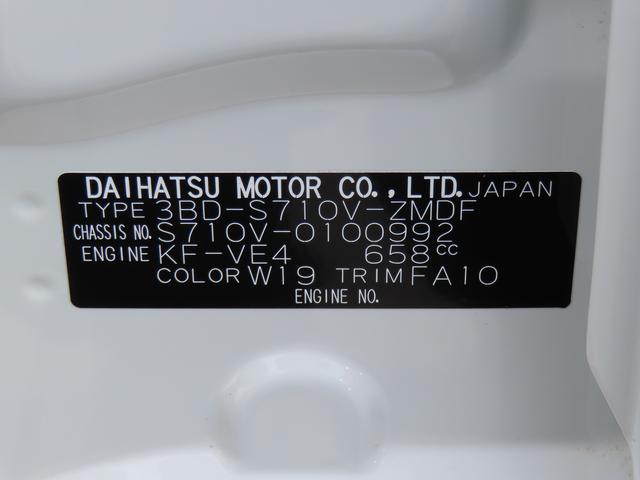 DAIHATSU MOTOR CO., LTD. JAPAN
TYPE 3BD-S710V-ZMDF
CHASSIS NO. S710V-0100992
ENGINE KF-VE4 658cc
COLOR W19 TRIM FA10
ENGINE NO.